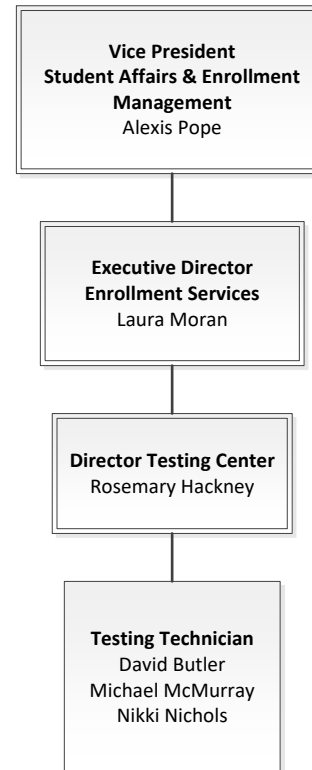 Vice President
Student Affairs & Enrollment
Management
Alexis Pope
Executive Director
Enrollment Services
Laura Moran
Director Testing Center
Rosemary Hackney
Testing Technician
David Butler
Michael McMurray
Nikki Nichols